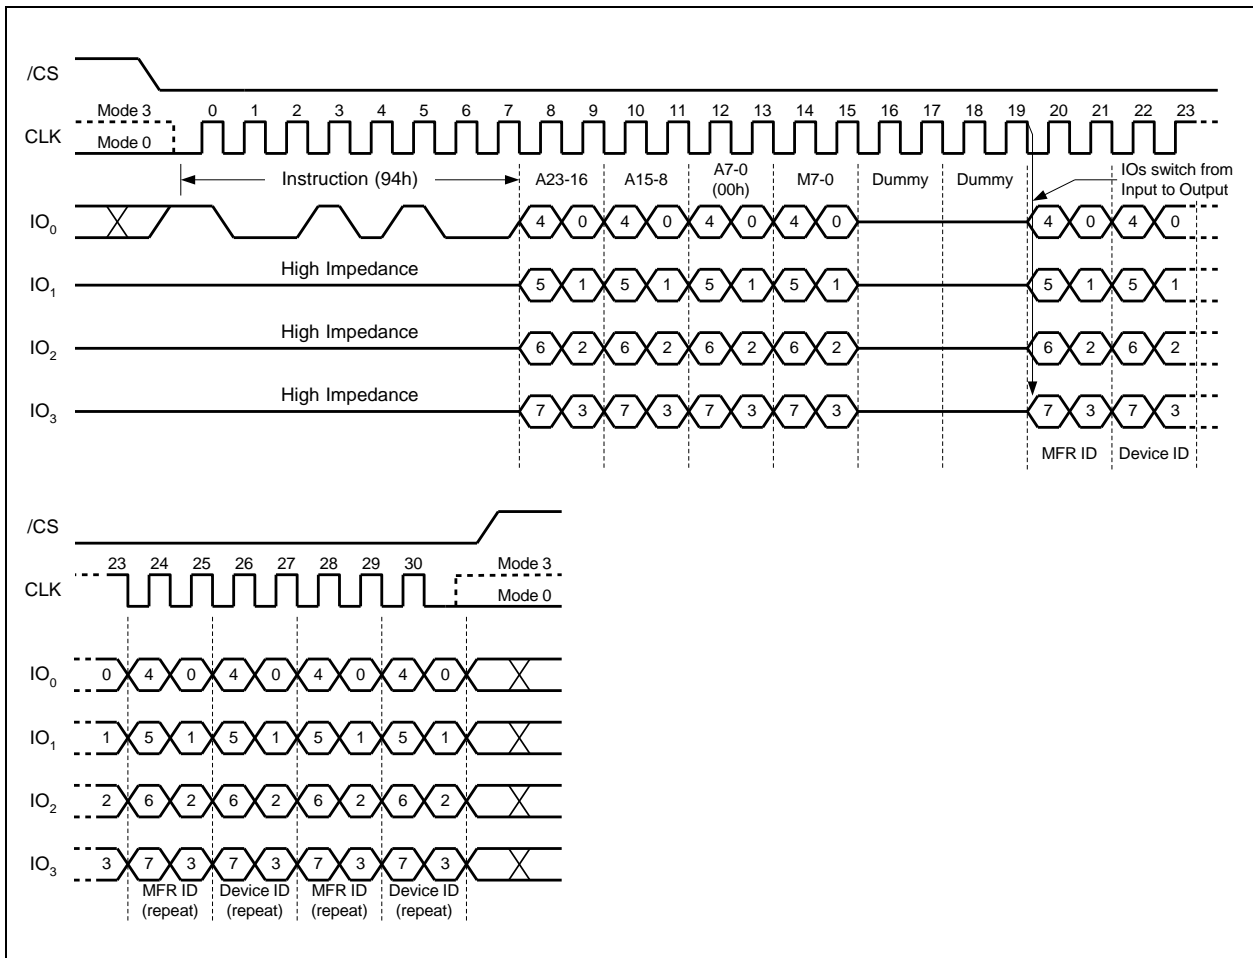 /CS
Mode 3
0 1 2 3 4 5 6 7 8 9 10 11 12 13 14 15 16 17 18 19 20 21 22 23
CLK
Mode 0
Instruction (94h)
A23-16 A15-8 A7-0 (00h) M7-0 Dummy Dummy
IOs switch from
Input to Output
IO0 4 0 4 0 4 0 4 0 4 0 4 0
High Impedance
IO1 5 1 5 1 5 1 5 1 5 1 5 1
High Impedance
IO2 6 2 6 2 6 2 6 2 6 2 6 2
High Impedance
IO3 7 3 7 3 7 3 7 3 7 3 7 3
MFR ID Device ID
/CS
23 24 25 26 27 28 29 30 Mode 3
CLK
Mode 0
IO0 0 4 0 4 0 4 0 4 0
IO1 1 5 1 5 1 5 1 5 1
IO2 2 6 2 6 2 6 2 6 2
IO3 3 7 3 7 3 7 3 7 3
MFR ID Device ID MFR ID Device ID
(repeat) (repeat) (repeat) (repeat)